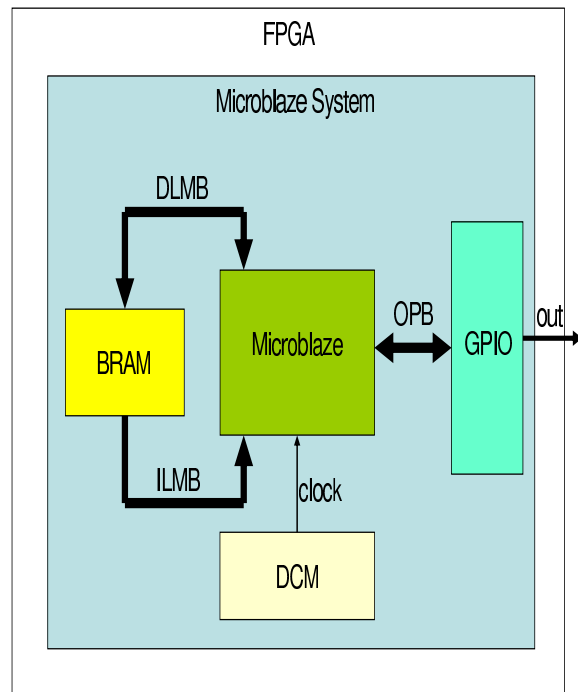 FPGA
Microblaze System
DLMB
BRAM
Microblaze
OPB
GPIO
out
ILMB
clock
DCM